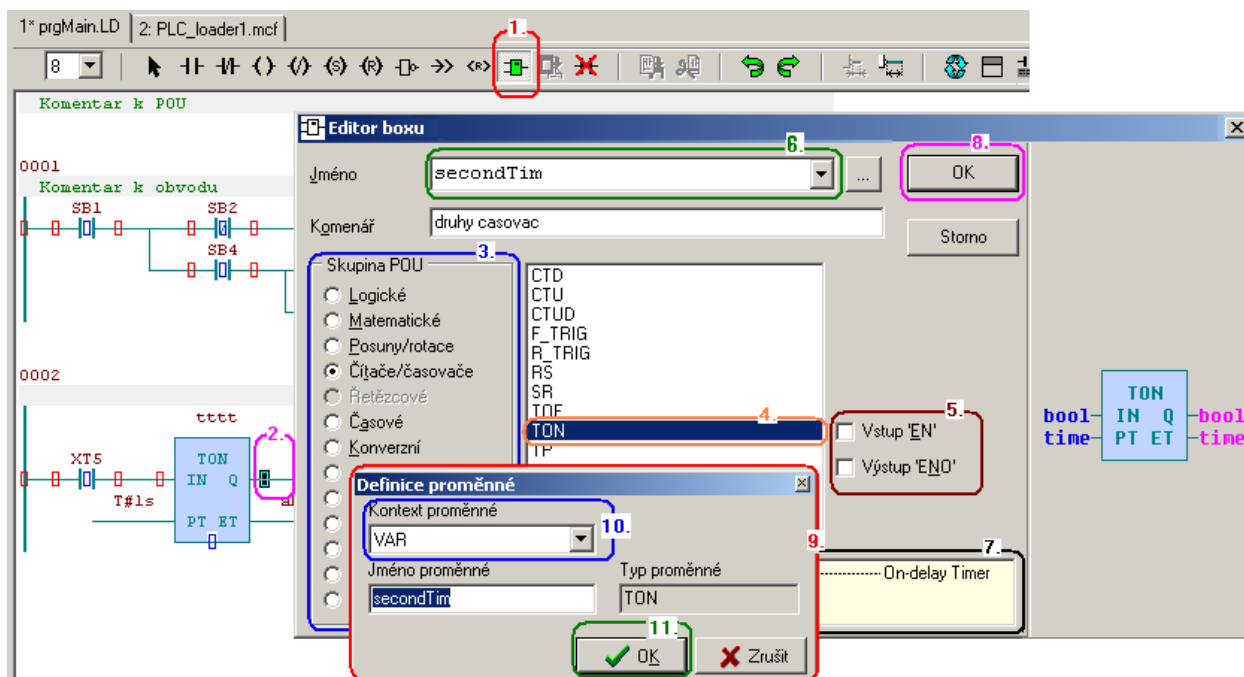 1* prgMain.LD 2: PLC_loader1.mcf
1.
8 (S) (R) <R>
Komentar k POU
Editor boxu
6.
8.
0001
Jméno secondTim ... OK
Komentar k obvodu
SB1 SB2
Komenář druhy casovac
Storno
SB4
3.
Skupina POU
Logické
Matematické
Posuny/rotace
Čítače/časovače
Řetězcové
Časové
Konverzní
CTD
CTU
CTUD
F_TRIG
R_TRIG
RS
SR
TOF
TON
TP
4.
5.
Vstup 'EN'
Výstup 'ENO'
TON
bool IN Q bool
time PT ET time
0002
tttt
2.
XT5 TON
IN Q
T#1s
PT ET
Definice proměnné
Kontext proměnné
VAR
10.
9.
7.
On-delay Timer
Jméno proměnné Typ proměnné
secondTim TON
11.
OK Zrušit